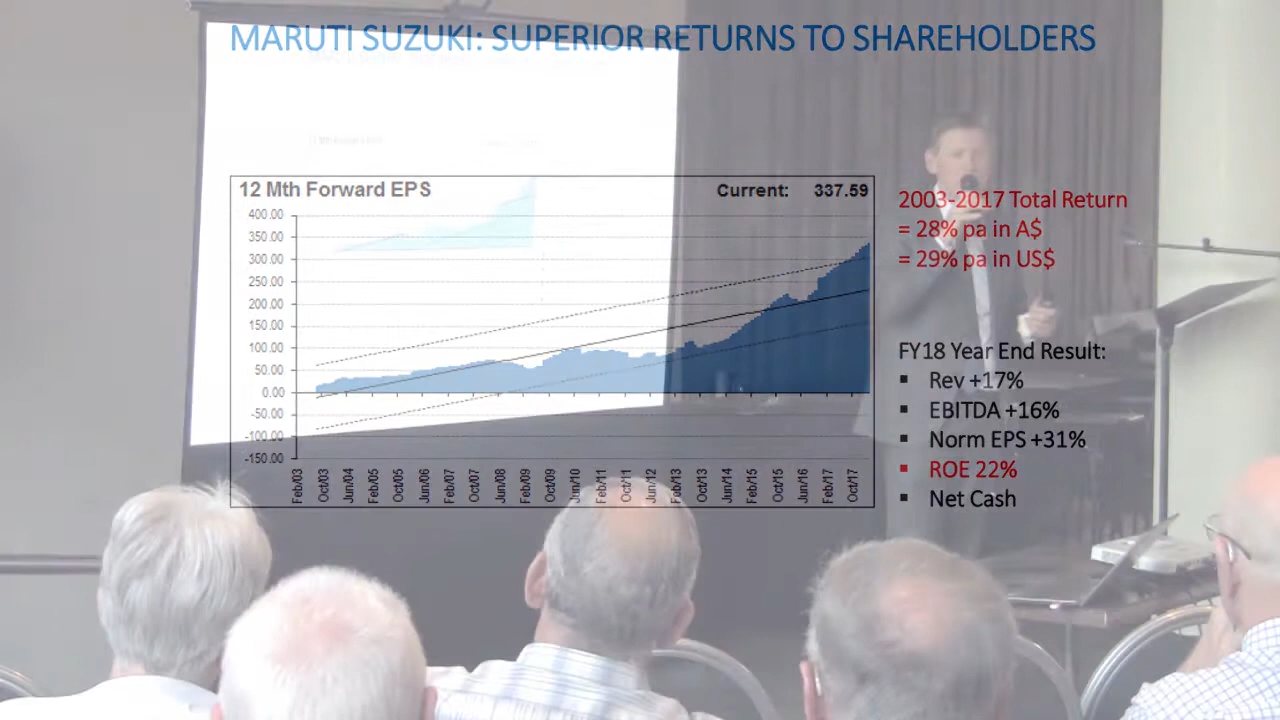 MARUTI SUZUKI: SUPERIOR RETURNS TO SHAREHOLDERS
12 Mth Forward EPS Current: 337.59
400.00
350.00
300.00
250.00
200.00
150.00
100.00
50.00
0.00
-50.00
-100.00
-150.00
Feb/03
Oct/03
Jun/04
Feb/05
Oct/05
Jun/06
Feb/07
Oct/07
Jun/08
Feb/09
Oct/09
Jun/10
Feb/11
Oct/11
Jun/12
Feb/13
Oct/13
Jun/14
Feb/15
Oct/15
Jun/16
Feb/17
Oct/17
2003-2017 Total Return
= 28% pa in A$
= 29% pa in US$
FY18 Year End Result:
▪ Rev +17%
▪ EBITDA +16%
▪ Norm EPS +31%
▪ ROE 22%
▪ Net Cash